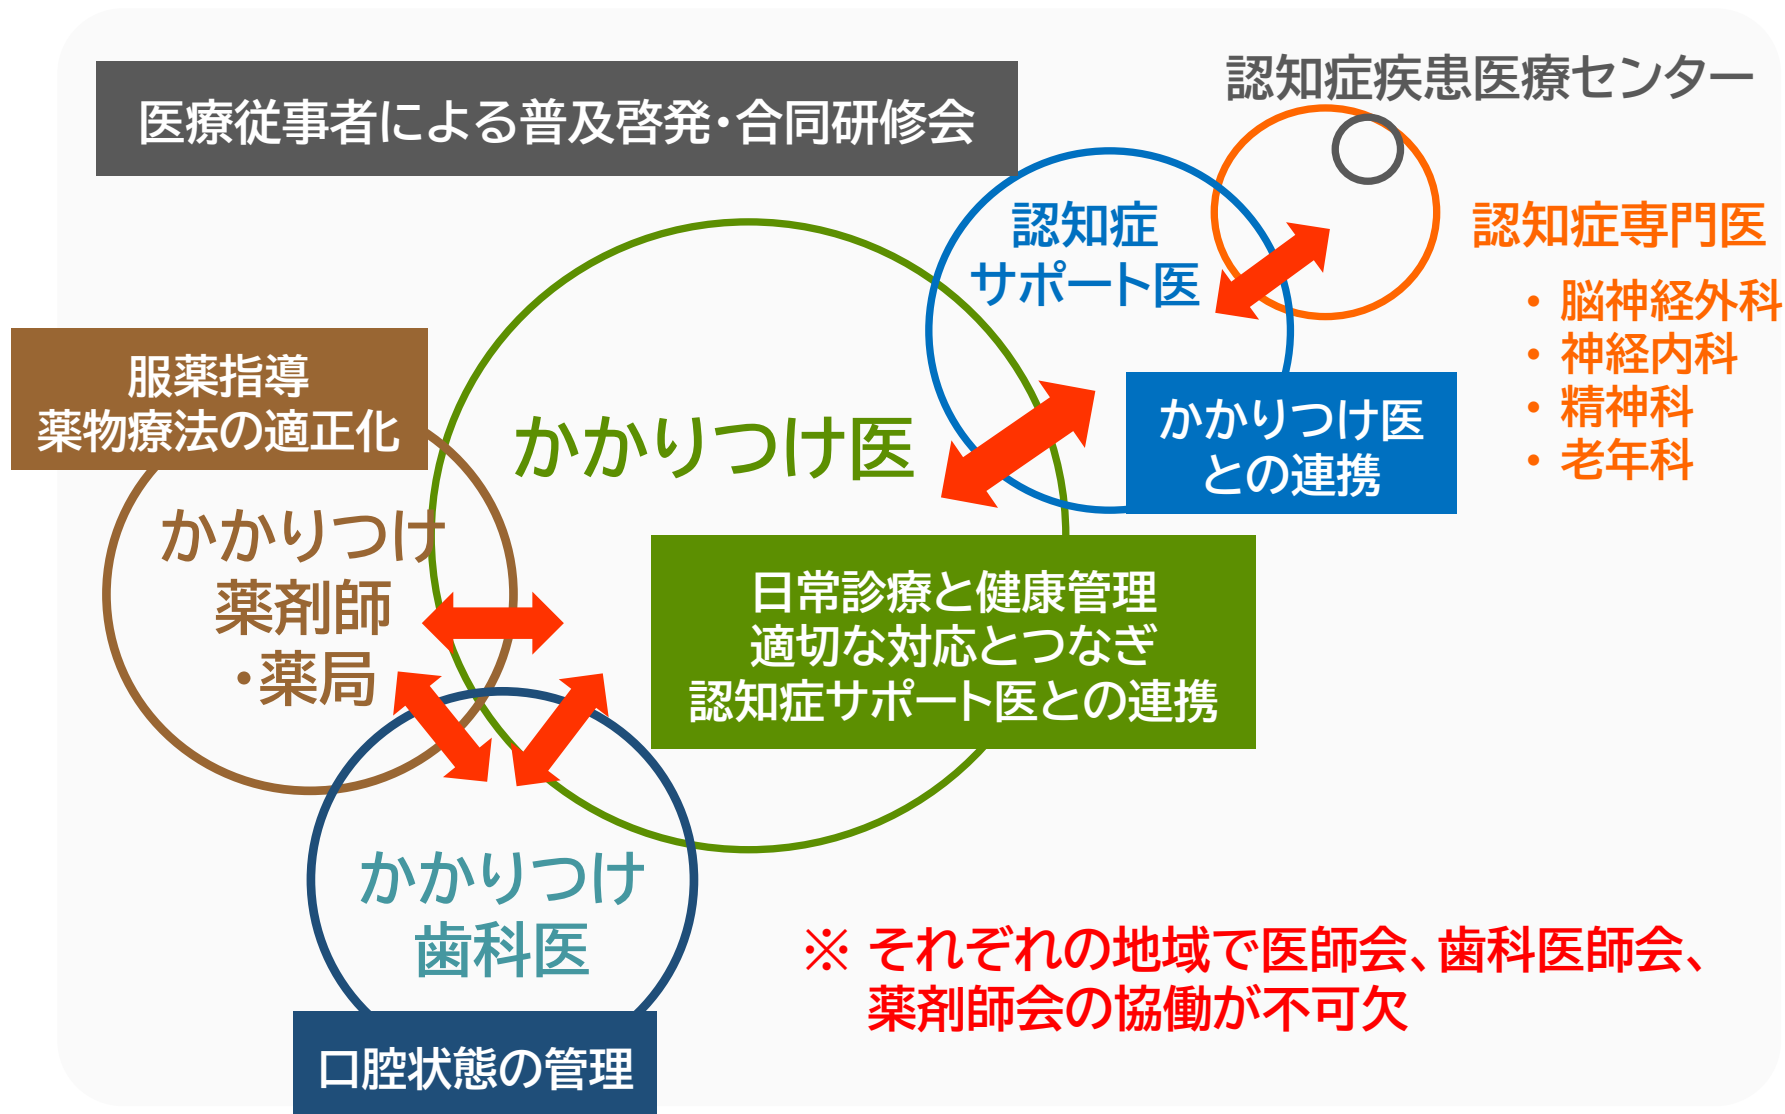 医療従事者による普及啓発・合同研修会
認知症疾患医療センター
認知症
サポート医
認知症専門医
・ 脳神経外科
・ 神経内科
・ 精神科
・ 老年科
服薬指導
薬物療法の適正化
かかりつけ医
かかりつけ医
との連携
かかりつけ
薬剤師
・薬局
日常診療と健康管理
適切な対応とつなぎ
認知症サポート医との連携
かかりつけ
歯科医
口腔状態の管理
※ それぞれの地域で医師会、歯科医師会、
薬剤師会の協働が不可欠